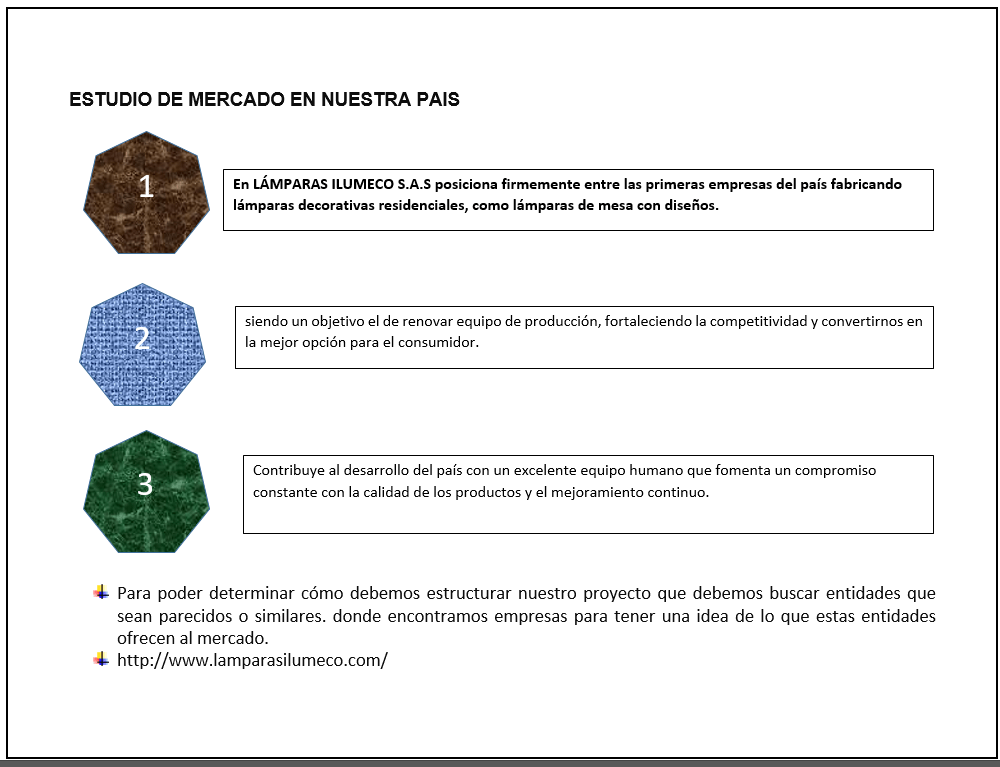 ESTUDIO DE MERCADO EN NUESTRA PAIS
1
En LÁMPARAS ILUMECO S.A.S posiciona firmemente entre las primeras empresas del país fabricando
lámparas decorativas residenciales, como lámparas de mesa con diseños.
2
siendo un objetivo el de renovar equipo de producción, fortaleciendo la competitividad y convertirnos en
la mejor opción para el consumidor.
3
Contribuye al desarrollo del país con un excelente equipo humano que fomenta un compromiso
constante con la calidad de los productos y el mejoramiento continuo.
Para poder determinar cómo debemos estructurar nuestro proyecto que debemos buscar entidades que
sean parecidos o similares. donde encontramos empresas para tener una idea de lo que estas entidades
ofrecen al mercado.
http://www.lamparasilumeco.com/